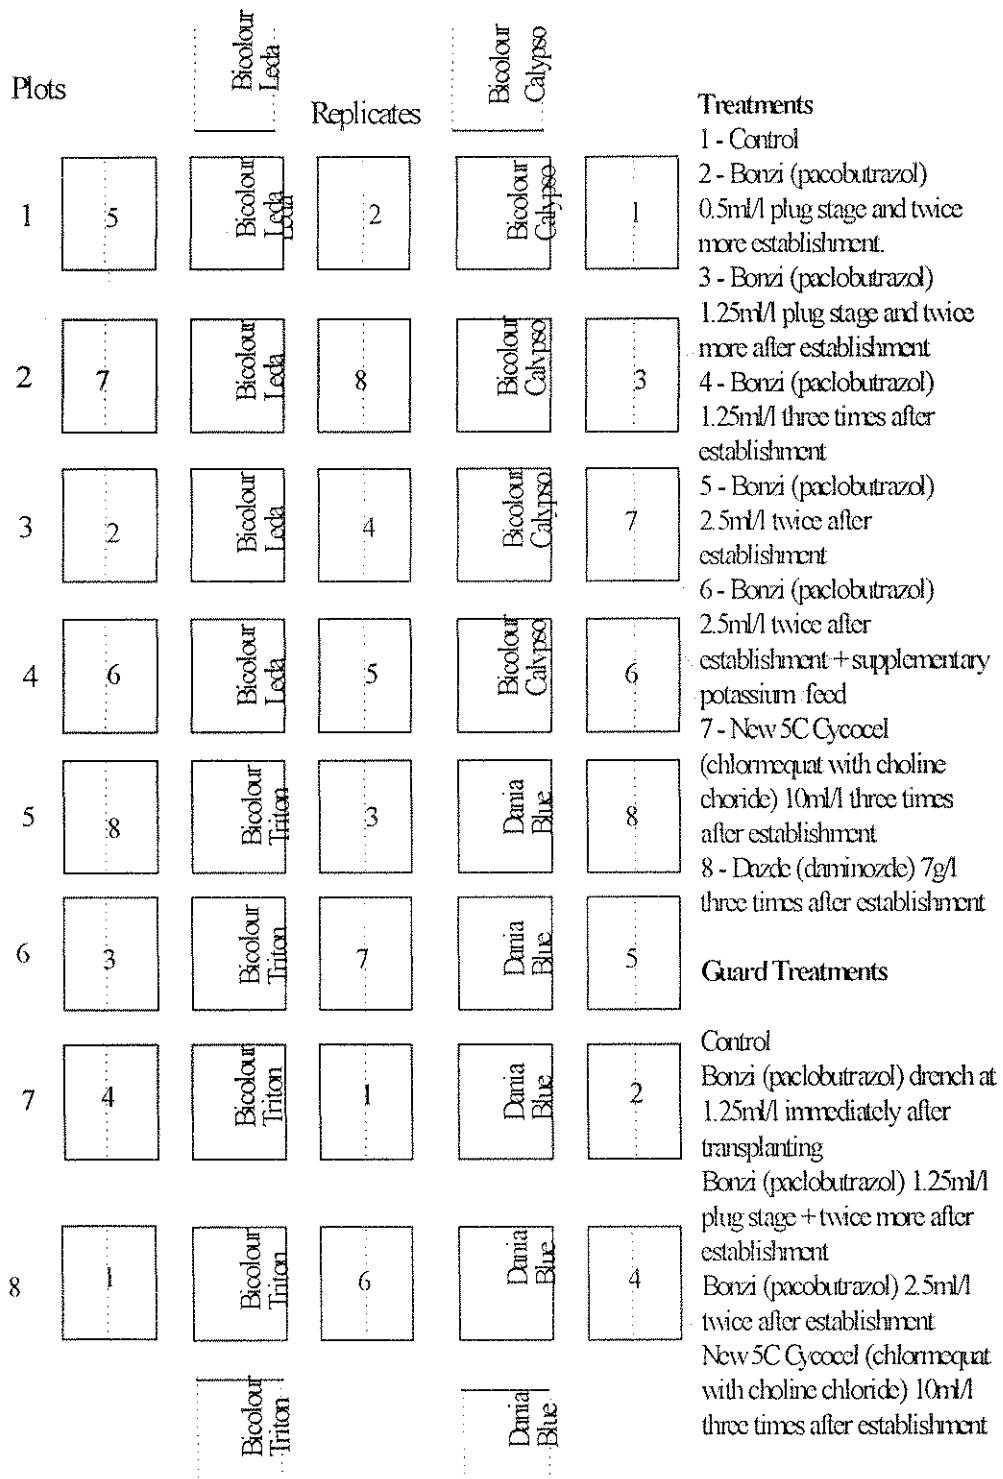 Plots
Replicates
Bicolour
Leda
Bicolour
Calypso
1
5
Bicolour
Leda
Leda
2
Bicolour
Calypso
1
2
7
Bicolour
Leda
8
Bicolour
Calypso
3
3
2
Bicolour
Leda
4
Bicolour
Calypso
7
4
6
Bicolour
Leda
5
Bicolour
Calypso
6
5
8
Bicolour
Triton
3
Dania
Blue
8
6
3
Bicolour
Triton
7
Dania
Blue
5
7
4
Bicolour
Triton
1
Dania
Blue
2
8
1
Bicolour
Triton
6
Dania
Blue
4
Bicolour
Triton
Dania
Blue
Treatments
1 - Control
2 - Bonzi (pacobutrazol)
0.5ml/l plug stage and twice
more establishment.
3 - Bonzi (paclobutrazol)
1.25ml/l plug stage and twice
more after establishment
4 - Bonzi (paclobutrazol)
1.25ml/l three times after
establishment
5 - Bonzi (paclobutrazol)
2.5ml/l twice after
establishment
6 - Bonzi (paclobutrazol)
2.5ml/l twice after
establishment + supplementary
potassium feed
7 - New 5C Cycocel
(chlormequat with choline
choride) 10ml/l three times
after establishment
8 - Dazde (daminozde) 7g/l
three times after establishment
Guard Treatments
Control
Bonzi (paclobutrazol) drench at
1.25ml/l immediately after
transplanting
Bonzi (paclobutrazol) 1.25ml/l
plug stage + twice more after
establishment
Bonzi (pacobutrazol) 2.5ml/l
twice after establishment
New 5C Cycocel (chlormequat
with choline chloride) 10ml/l
three times after establishment